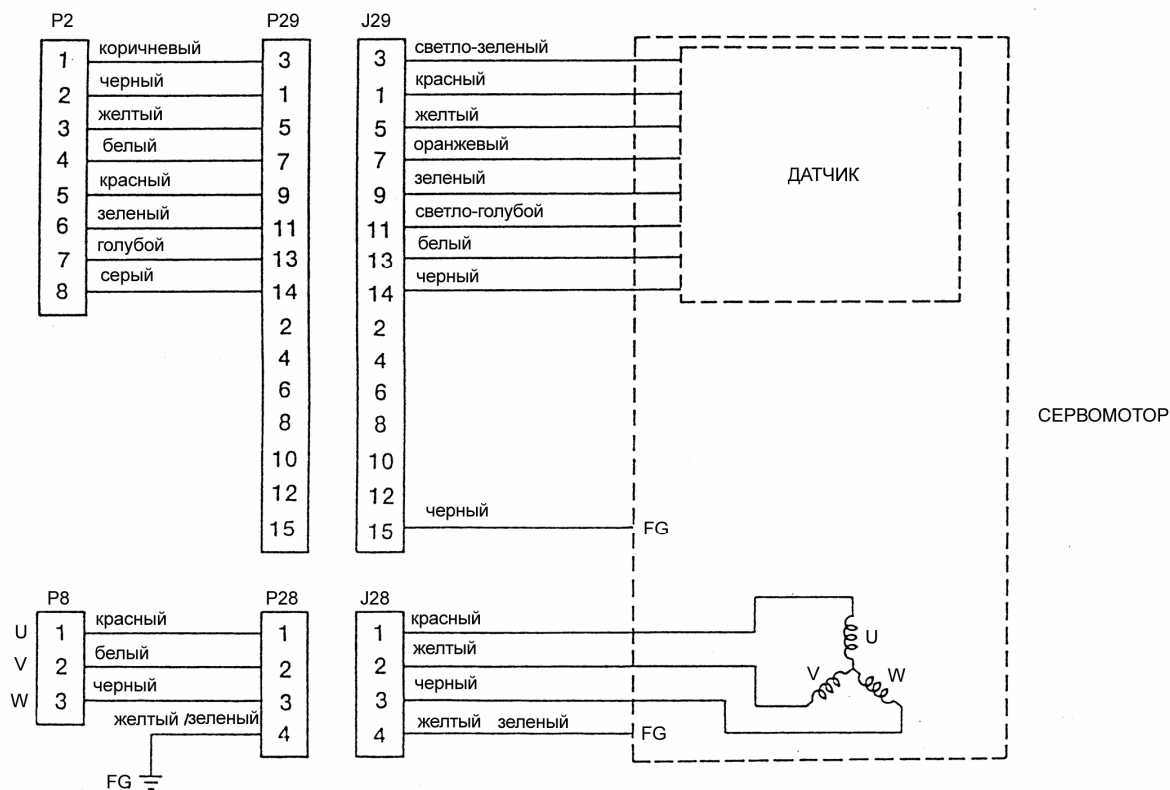 P2 P29 J29
1 коричневый 3 3 светло-зеленый
2 черный 1 1 красный
3 желтый 5 5 желтый
4 белый 7 7 оранжевый
5 красный 9 9 зеленый
6 зеленый 11 11 светло-голубой
7 голубой 13 13 белый
8 серый 14 14 черный
ДАТЧИК
2 2
4 4
6 6
8 8
10 10
12 12
15 15 черный FG
СЕРВОМОТОР
P8 P28 J28
U 1 красный 1 1 красный
V 2 белый 2 2 желтый
W 3 черный 3 3 черный
желтый /зеленый 4 4 желтый зеленый FG
FG
U
V W